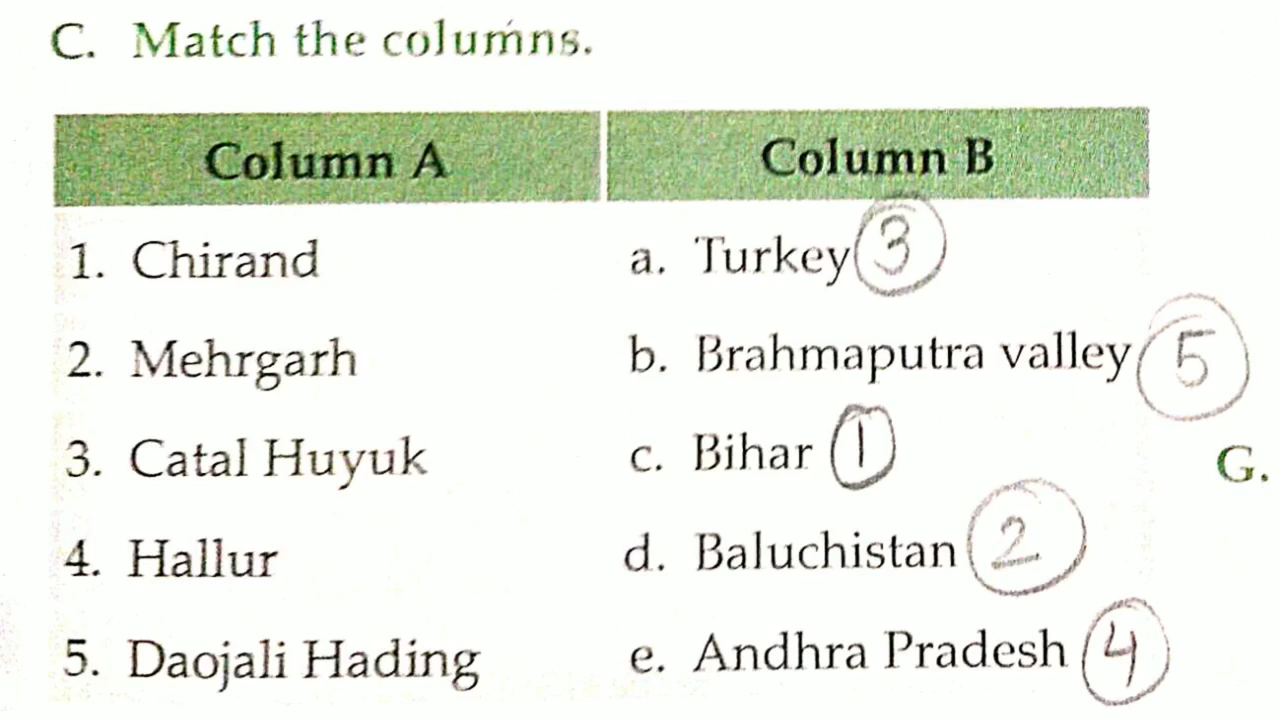 C. Match the columns.
Column A Column B
1. Chirand a. Turkey 3
2. Mehrgarh b. Brahmaputra valley 5
3. Catal Huyuk c. Bihar 1
G.
4. Hallur d. Baluchistan 2
5. Daojali Hading e. Andhra Pradesh 4